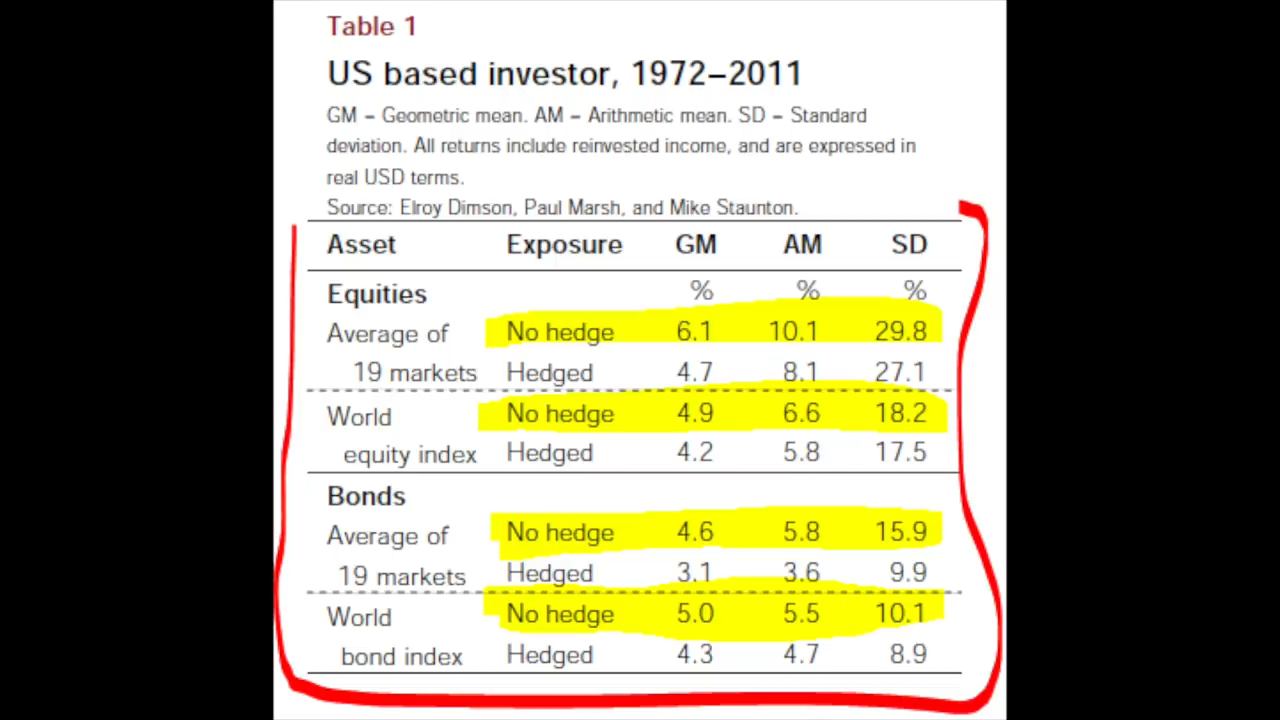 Table 1
US based investor, 1972–2011
GM – Geometric mean. AM – Arithmetic mean. SD – Standard
deviation. All returns include reinvested income, and are expressed in
real USD terms.
Source: Elroy Dimson, Paul Marsh, and Mike Staunton.
Asset Exposure GM AM SD
Equities % % %
Average of No hedge 6.1 10.1 29.8
19 markets Hedged 4.7 8.1 27.1
World No hedge 4.9 6.6 18.2
equity index Hedged 4.2 5.8 17.5
Bonds
Average of No hedge 4.6 5.8 15.9
19 markets Hedged 3.1 3.6 9.9
World No hedge 5.0 5.5 10.1
bond index Hedged 4.3 4.7 8.9